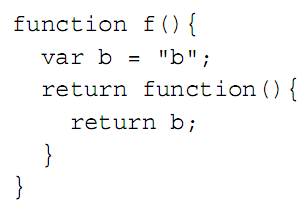 function f(){
  var b = "b";
  return function(){
    return b;
  }
}